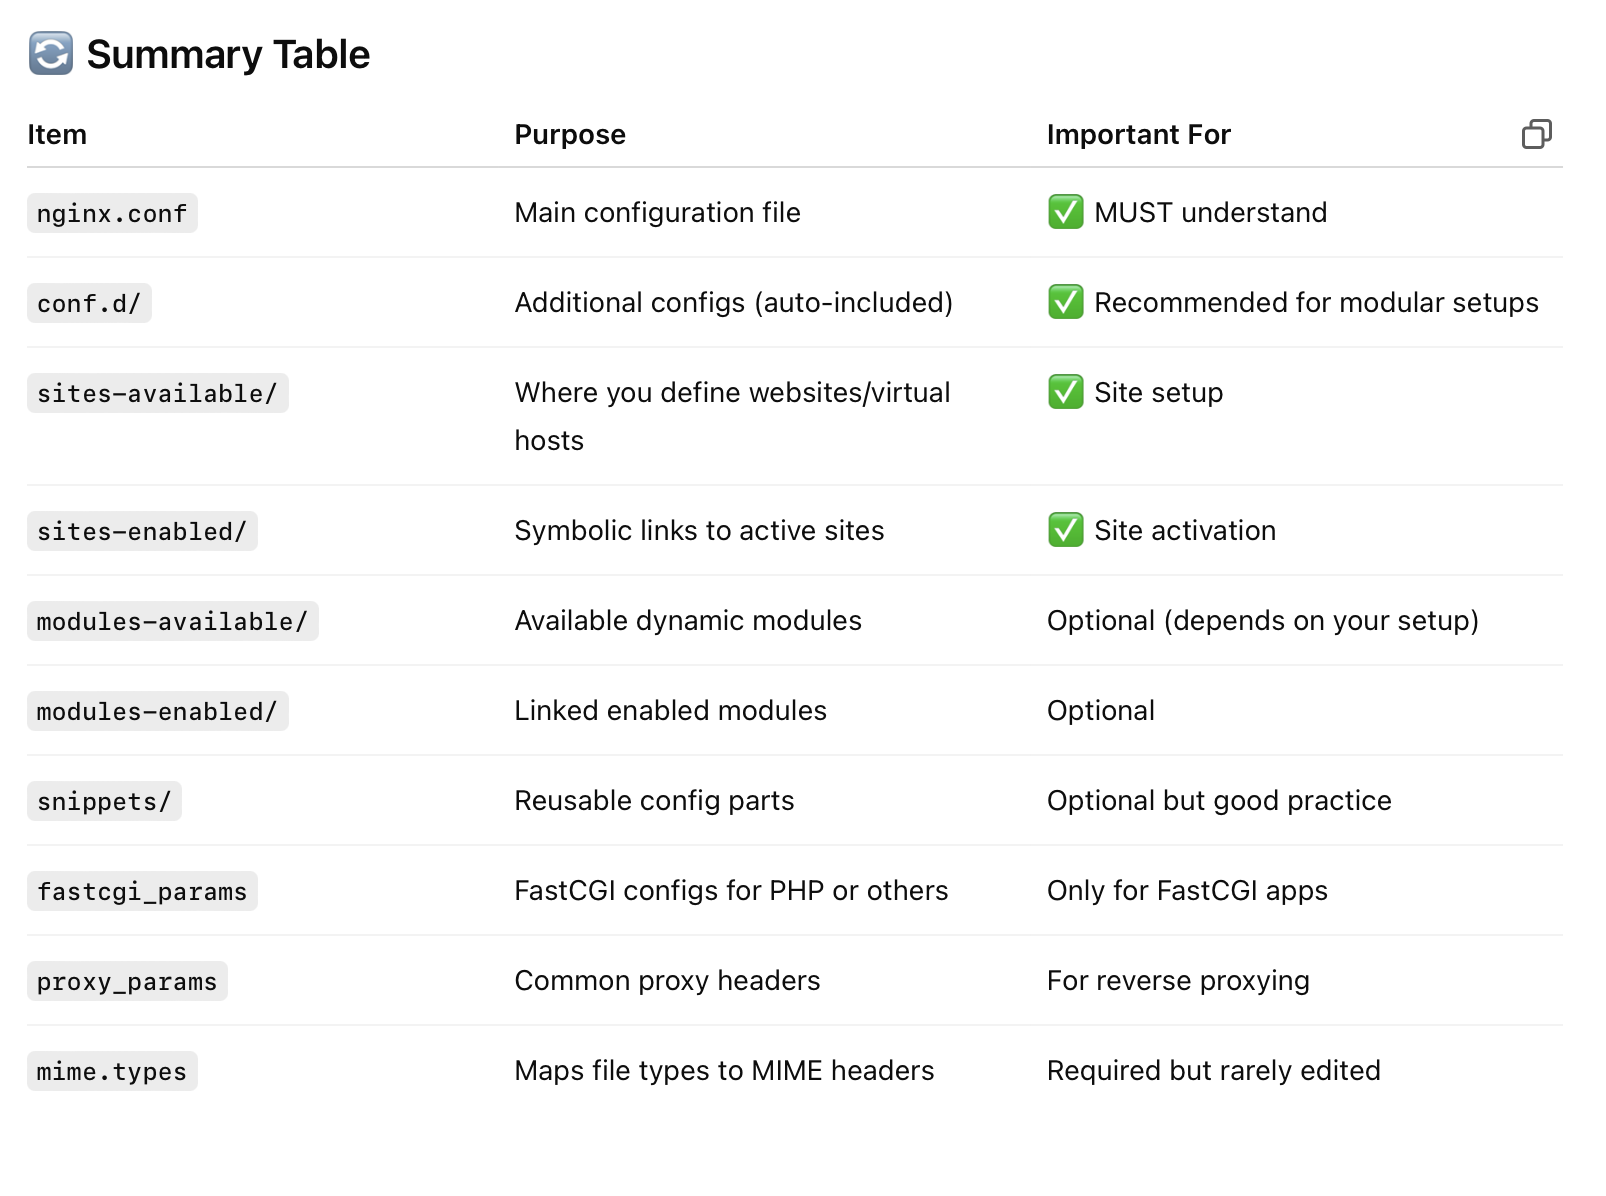 🔄 Summary Table
Item Purpose Important For
nginx.conf Main configuration file ✅ MUST understand
conf.d/ Additional configs (auto-included) ✅ Recommended for modular setups
sites-available/ Where you define websites/virtual ✅ Site setup
hosts
sites-enabled/ Symbolic links to active sites ✅ Site activation
modules-available/ Available dynamic modules Optional (depends on your setup)
modules-enabled/ Linked enabled modules Optional
snippets/ Reusable config parts Optional but good practice
fastcgi_params FastCGI configs for PHP or others Only for FastCGI apps
proxy_params Common proxy headers For reverse proxying
mime.types Maps file types to MIME headers Required but rarely edited